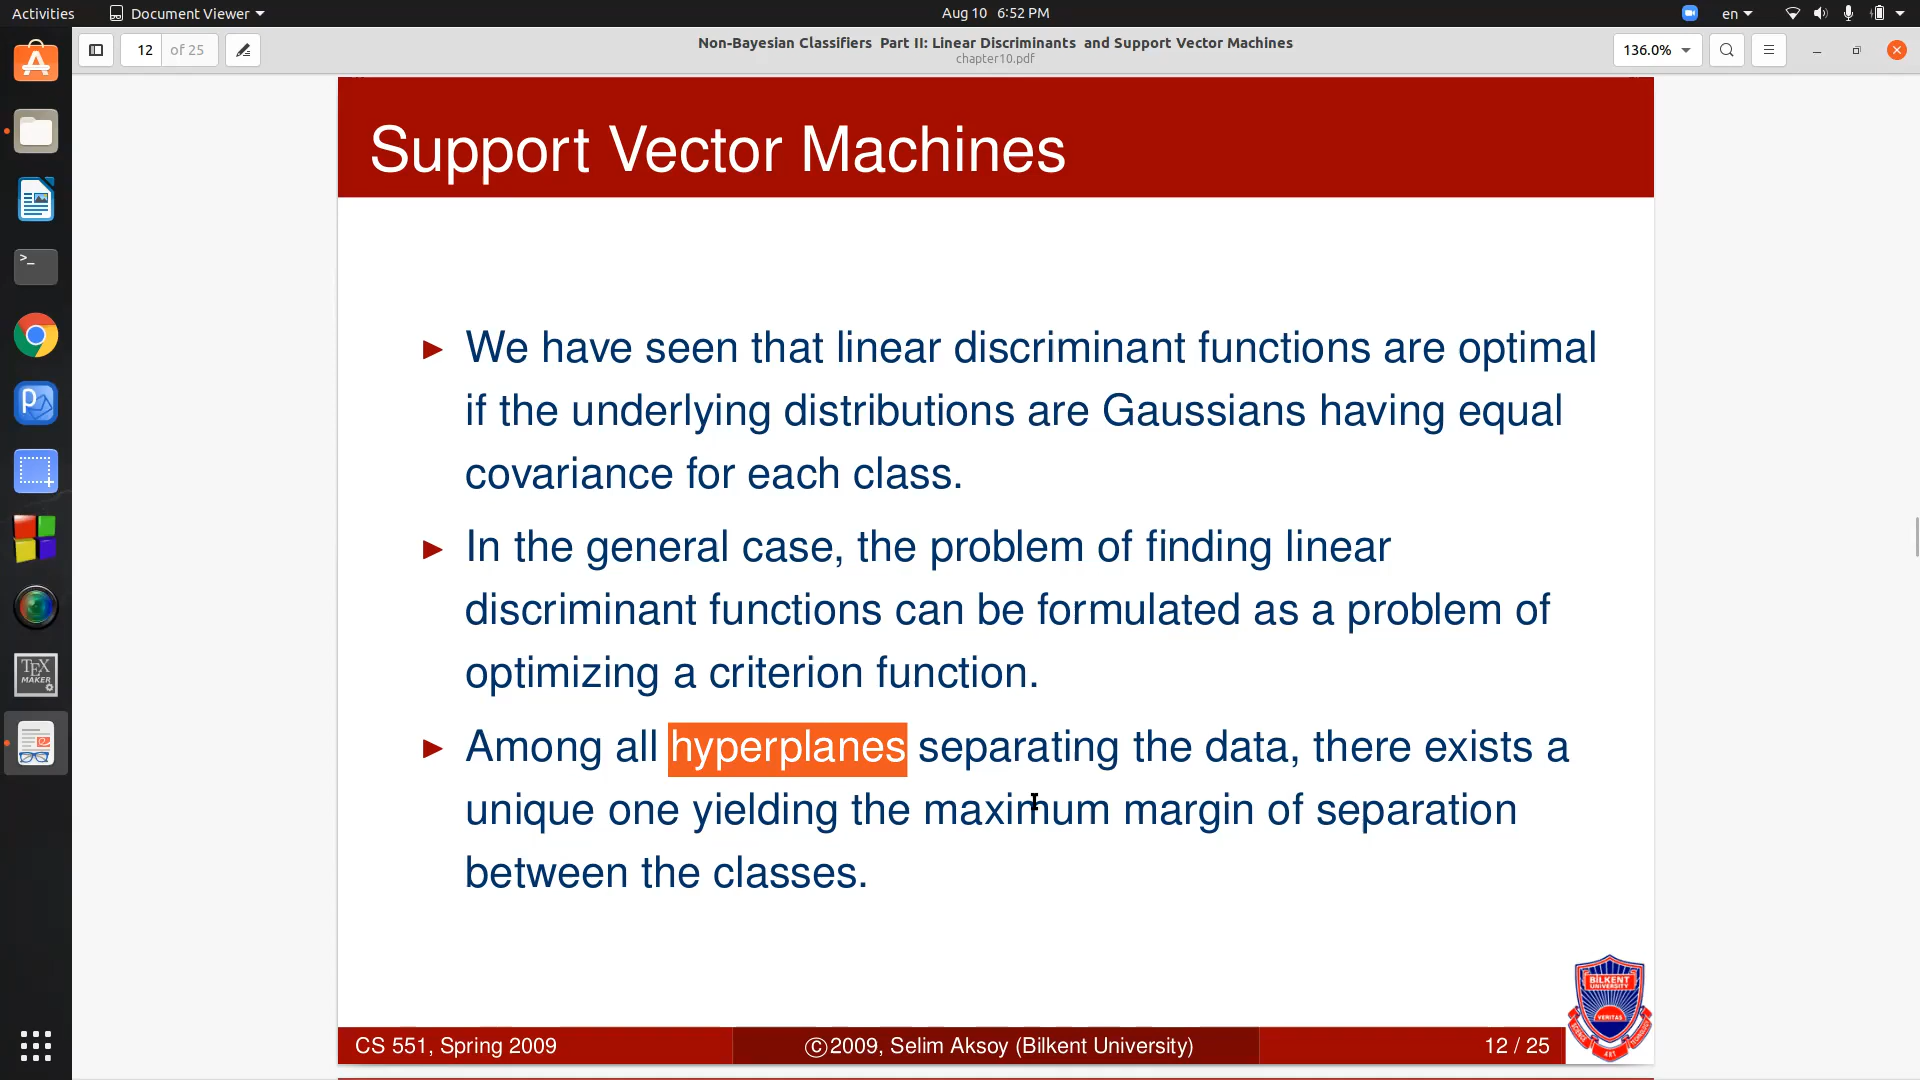 Activities
Document Viewer
Aug 10 6:52 PM
en
12 of 25
Non-Bayesian Classifiers Part II: Linear Discriminants and Support Vector Machines
chapter10.pdf
136.0%
Support Vector Machines
We have seen that linear discriminant functions are optimal
if the underlying distributions are Gaussians having equal
covariance for each class.
In the general case, the problem of finding linear
discriminant functions can be formulated as a problem of
optimizing a criterion function.
Among all hyperplanes separating the data, there exists a
unique one yielding the maximum margin of separation
between the classes.
TEX
MAKER
BILKENT
UNIVERSITY
VERITAS
CS 551, Spring 2009
©2009, Selim Aksoy (Bilkent University)
12 / 25